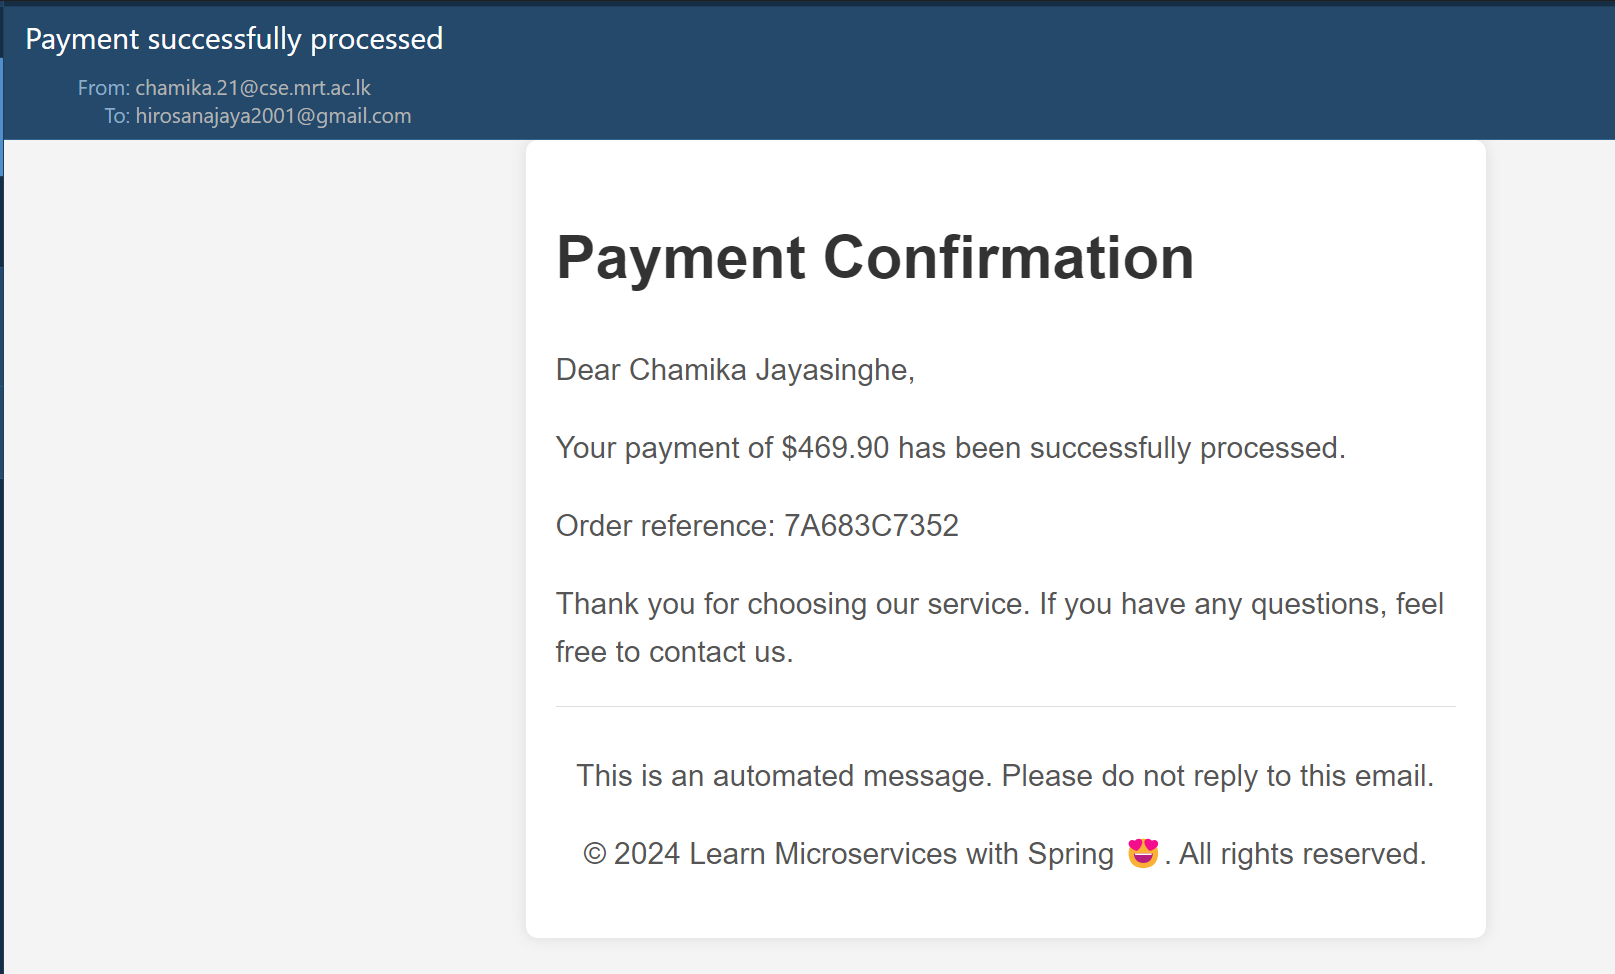 Payment successfully processed
From: chamika.21@cse.mrt.ac.lk
To: hirosanajaya2001@gmail.com
Payment Confirmation
Dear Chamika Jayasinghe,
Your payment of $469.90 has been successfully processed.
Order reference: 7A683C7352
Thank you for choosing our service. If you have any questions, feel
free to contact us.
This is an automated message. Please do not reply to this email.
© 2024 Learn Microservices with Spring 😍. All rights reserved.